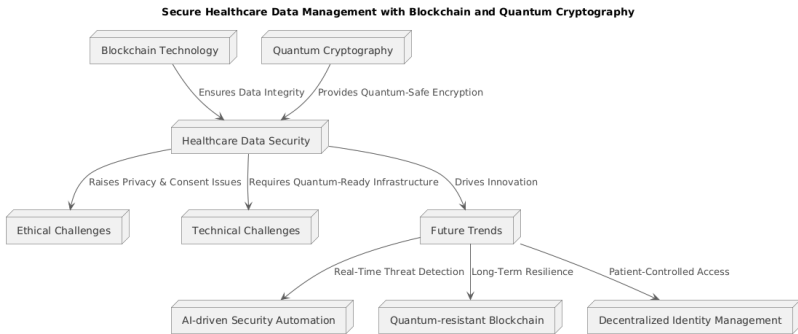 Secure Healthcare Data Management with Blockchain and Quantum Cryptography
Blockchain Technology
Quantum Cryptography
Ensures Data Integrity
Provides Quantum-Safe Encryption
Healthcare Data Security
Raises Privacy & Consent Issues
Requires Quantum-Ready Infrastructure
Drives Innovation
Ethical Challenges
Technical Challenges
Future Trends
Real-Time Threat Detection
Long-Term Resilience
Patient-Controlled Access
AI-driven Security Automation
Quantum-resistant Blockchain
Decentralized Identity Management